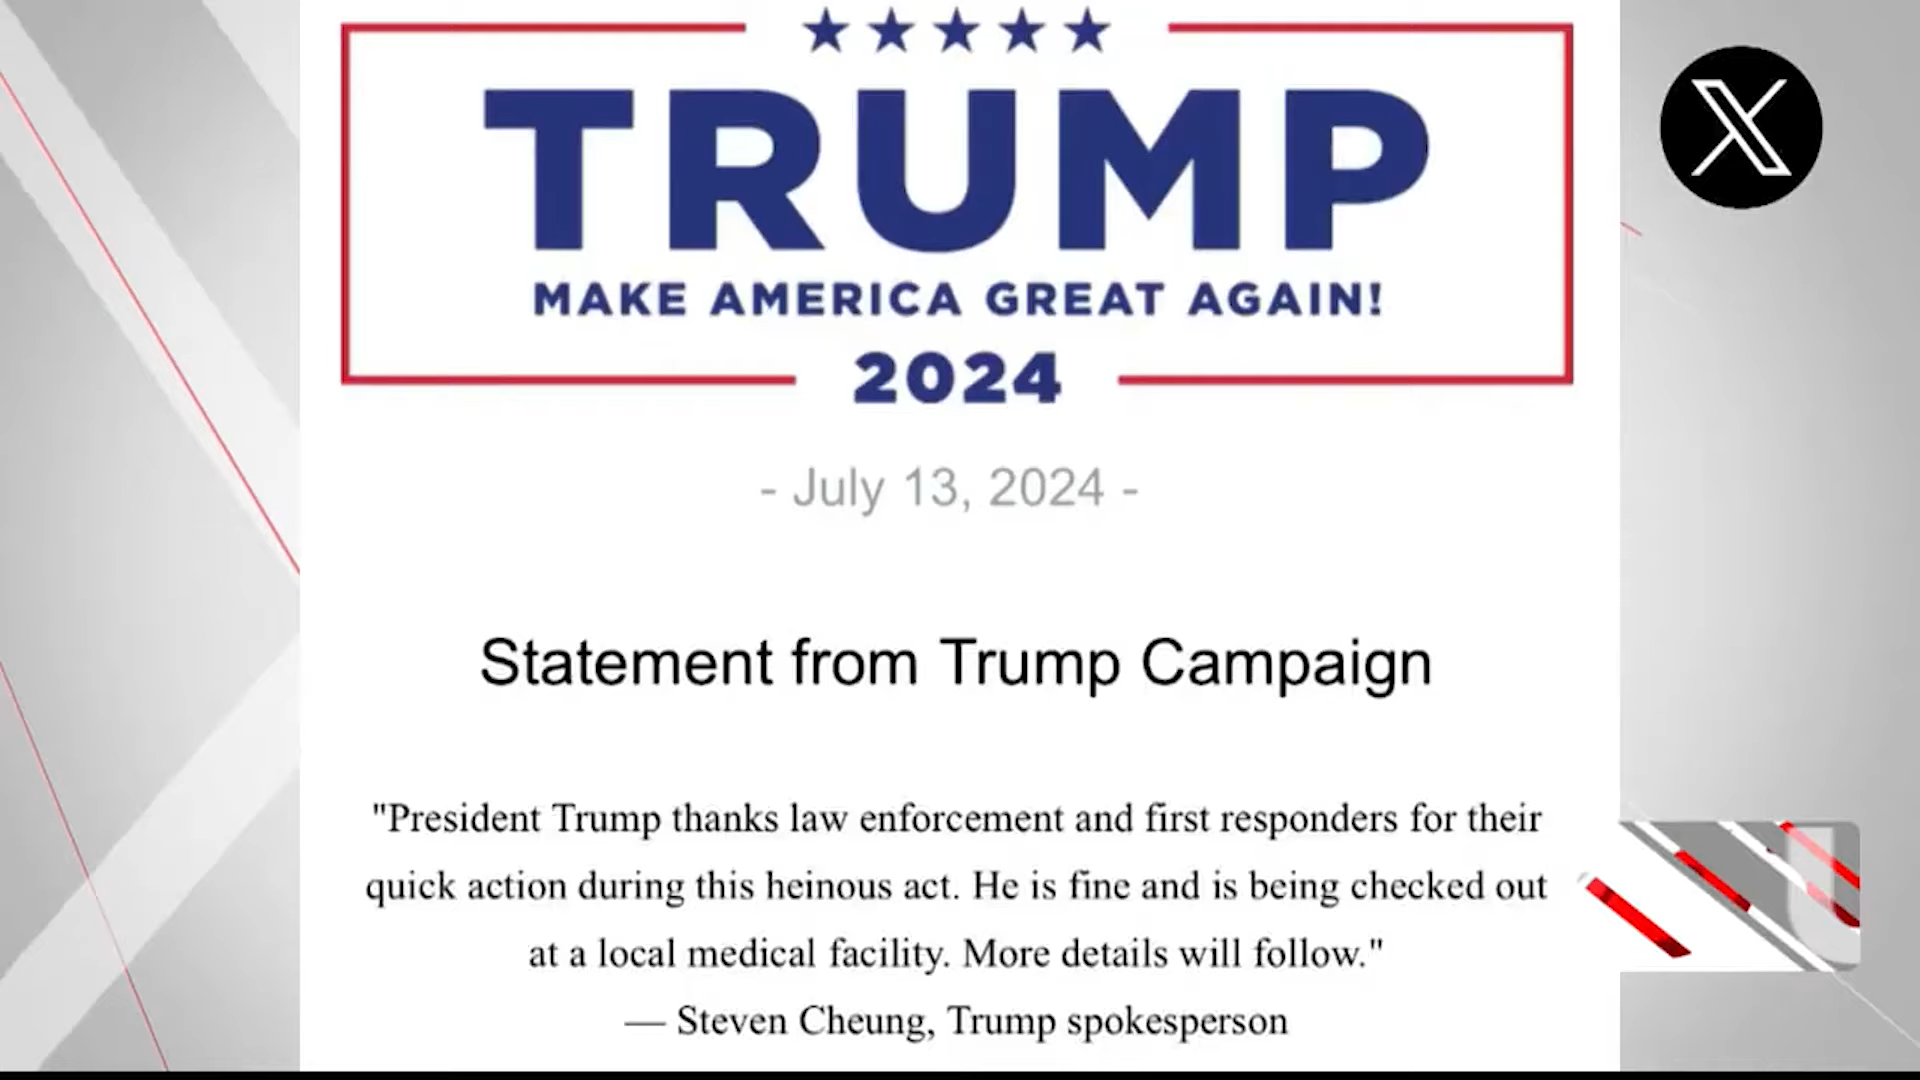 TRUMP
MAKE AMERICA GREAT AGAIN!
2024
- July 13, 2024 -
Statement from Trump Campaign
"President Trump thanks law enforcement and first responders for their
quick action during this heinous act. He is fine and is being checked out
at a local medical facility. More details will follow."
— Steven Cheung, Trump spokesperson